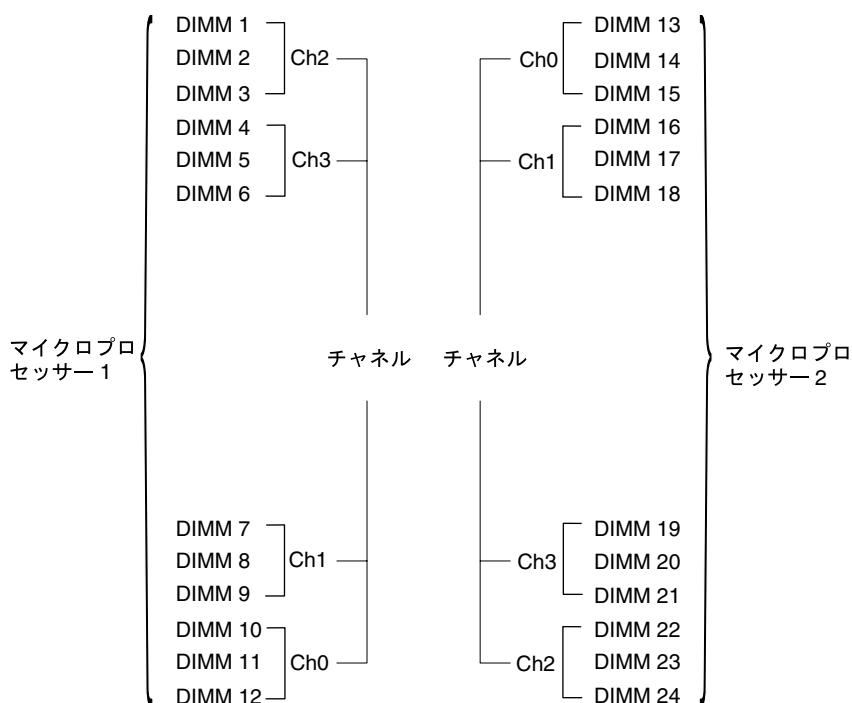 DIMM 1
DIMM 2
DIMM 3
Ch2
DIMM 4
DIMM 5
DIMM 6
Ch3
DIMM 13
DIMM 14
DIMM 15
Ch0
DIMM 16
DIMM 17
DIMM 18
Ch1
マイクロプロ
セッサー 1
チャネル
チャネル
マイクロプロ
セッサー 2
DIMM 7
DIMM 8
DIMM 9
Ch1
DIMM 10
DIMM 11
DIMM 12
Ch0
DIMM 19
DIMM 20
DIMM 21
Ch3
DIMM 22
DIMM 23
DIMM 24
Ch2